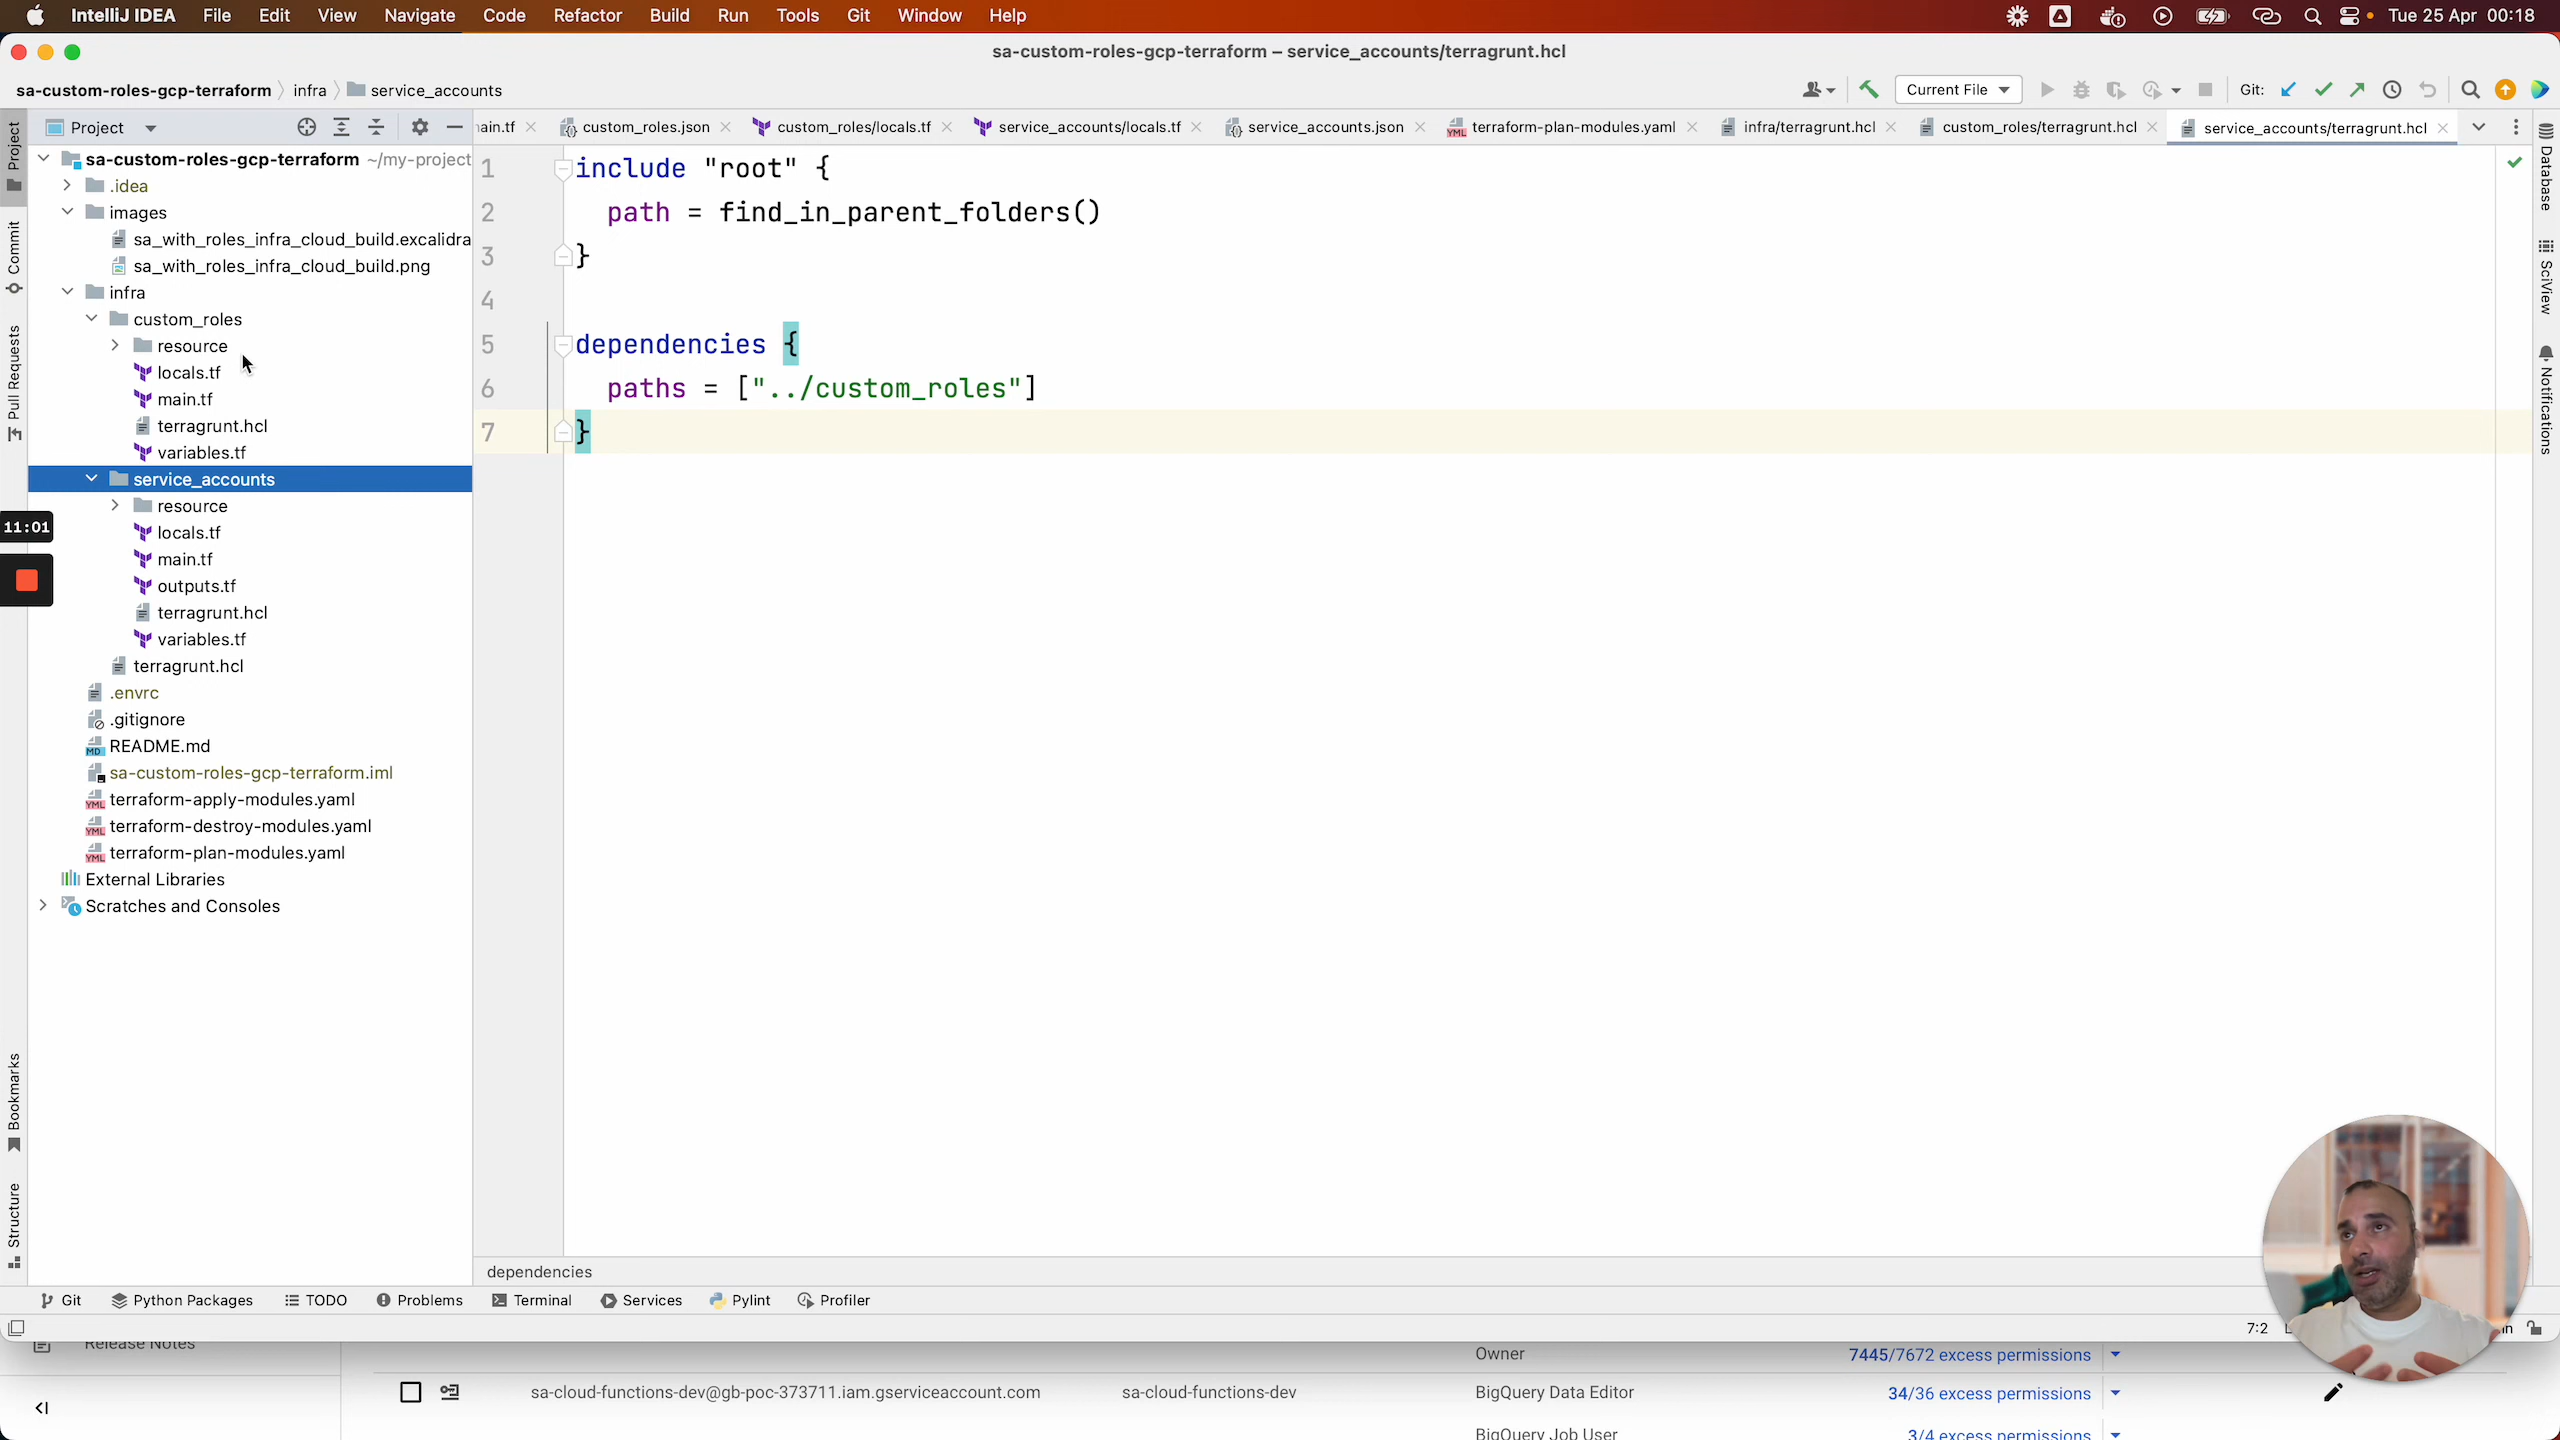 IntelliJ IDEA File Edit View Navigate Code Refactor Build Run Tools Git Window Help Tue 25 Apr 00:18
sa-custom-roles-gcp-terraform – service_accounts/terragrunt.hcl
sa-custom-roles-gcp-terraform infra service_accounts Current File Git:
Project
ain.tf custom_roles.json custom_roles/locals.tf service_accounts/locals.tf service_accounts.json terraform-plan-modules.yaml infra/terragrunt.hcl custom_roles/terragrunt.hcl service_accounts/terragrunt.hcl
Project
Commit
Pull Requests
Bookmarks
Structure
sa-custom-roles-gcp-terraform ~/my-project
.idea
images
sa_with_roles_infra_cloud_build.excalidra
sa_with_roles_infra_cloud_build.png
infra
custom_roles
resource
locals.tf
main.tf
terragrunt.hcl
variables.tf
service_accounts
resource
locals.tf
main.tf
outputs.tf
terragrunt.hcl
variables.tf
terragrunt.hcl
.envrc
.gitignore
README.md
sa-custom-roles-gcp-terraform.iml
terraform-apply-modules.yaml
terraform-destroy-modules.yaml
terraform-plan-modules.yaml
External Libraries
Scratches and Consoles
11:01
1 include "root" {
2 path = find_in_parent_folders()
3 }
4
5 dependencies {
6 paths = ["../custom_roles"]
7 }
Database
SciView
Notifications
dependencies
Git Python Packages TODO Problems Terminal Services Pylint Profiler
7:2
Release Notes
Owner 7445/7672 excess permissions
sa-cloud-functions-dev@gb-poc-373711.iam.gserviceaccount.com sa-cloud-functions-dev BigQuery Data Editor 34/36 excess permissions
BigQuery Job User 3/4 excess permissions